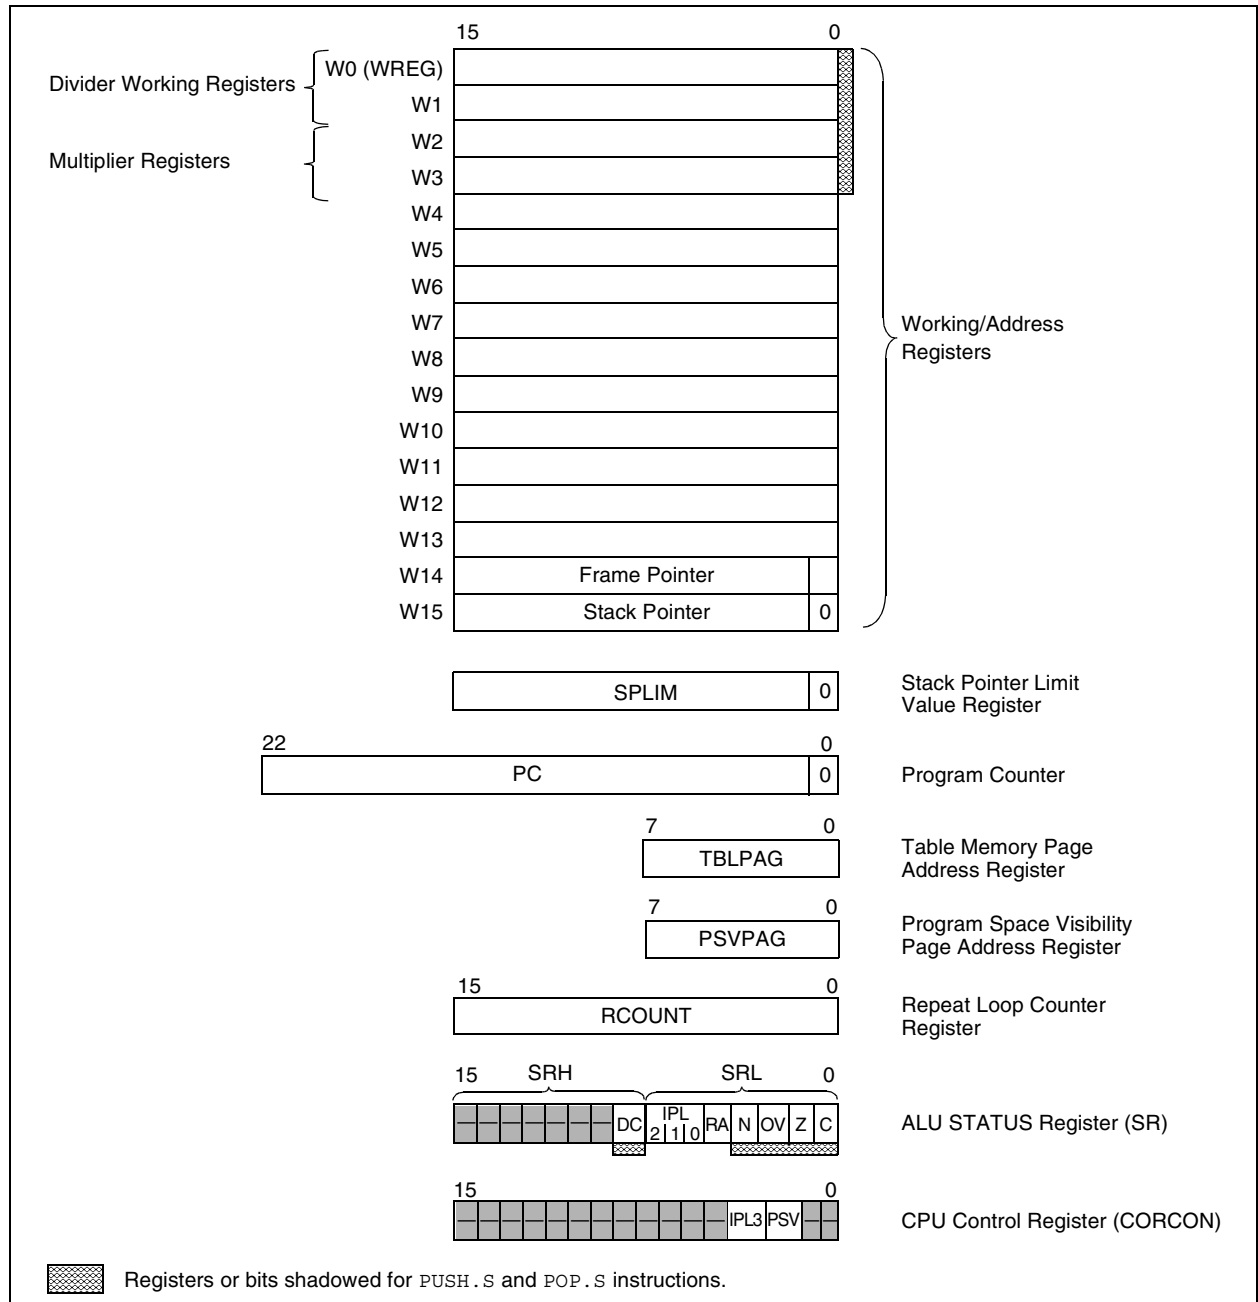 15 0
W0 (WREG)
Divider Working Registers
W1
W2
Multiplier Registers
W3
W4
W5
W6
W7
Working/Address
Registers
W8
W9
W10
W11
W12
W13
W14 Frame Pointer
W15 Stack Pointer 0
SPLIM 0
Stack Pointer Limit
Value Register
22 0
PC 0
Program Counter
7 0
TBLPAG
Table Memory Page
Address Register
7 0
PSVPAG
Program Space Visibility
Page Address Register
15 0
RCOUNT
Repeat Loop Counter
Register
15 SRH SRL 0
— — — — — — — DC IPL 2 1 0 RA N OV Z C
ALU STATUS Register (SR)
15 0
— — — — — — — — — — — — IPL3 PSV — —
CPU Control Register (CORCON)
Registers or bits shadowed for PUSH.S and POP.S instructions.